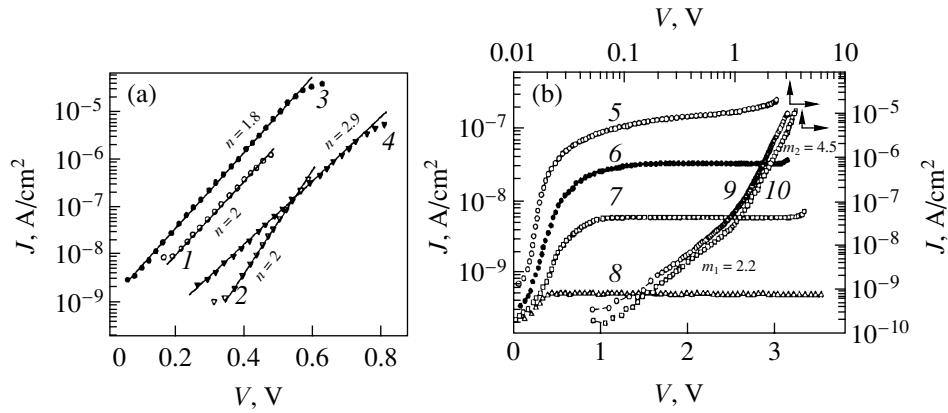 V, V
0.01 0.1 1 10
(a)
(b)
10⁻⁵
10⁻⁶
10⁻⁷
10⁻⁸
10⁻⁹
J, A/cm²
n = 1.8
n = 2
n = 2.9
n = 2
1
2
3
4
0 0.2 0.4 0.6 0.8
V, V
10⁻⁷
10⁻⁸
10⁻⁹
J, A/cm²
5
6
7
8
9
10
m₂ = 4.5
m₁ = 2.2
10⁻⁵
10⁻⁶
10⁻⁷
10⁻⁸
10⁻⁹
10⁻¹⁰
J, A/cm²
0 1 2 3
V, V